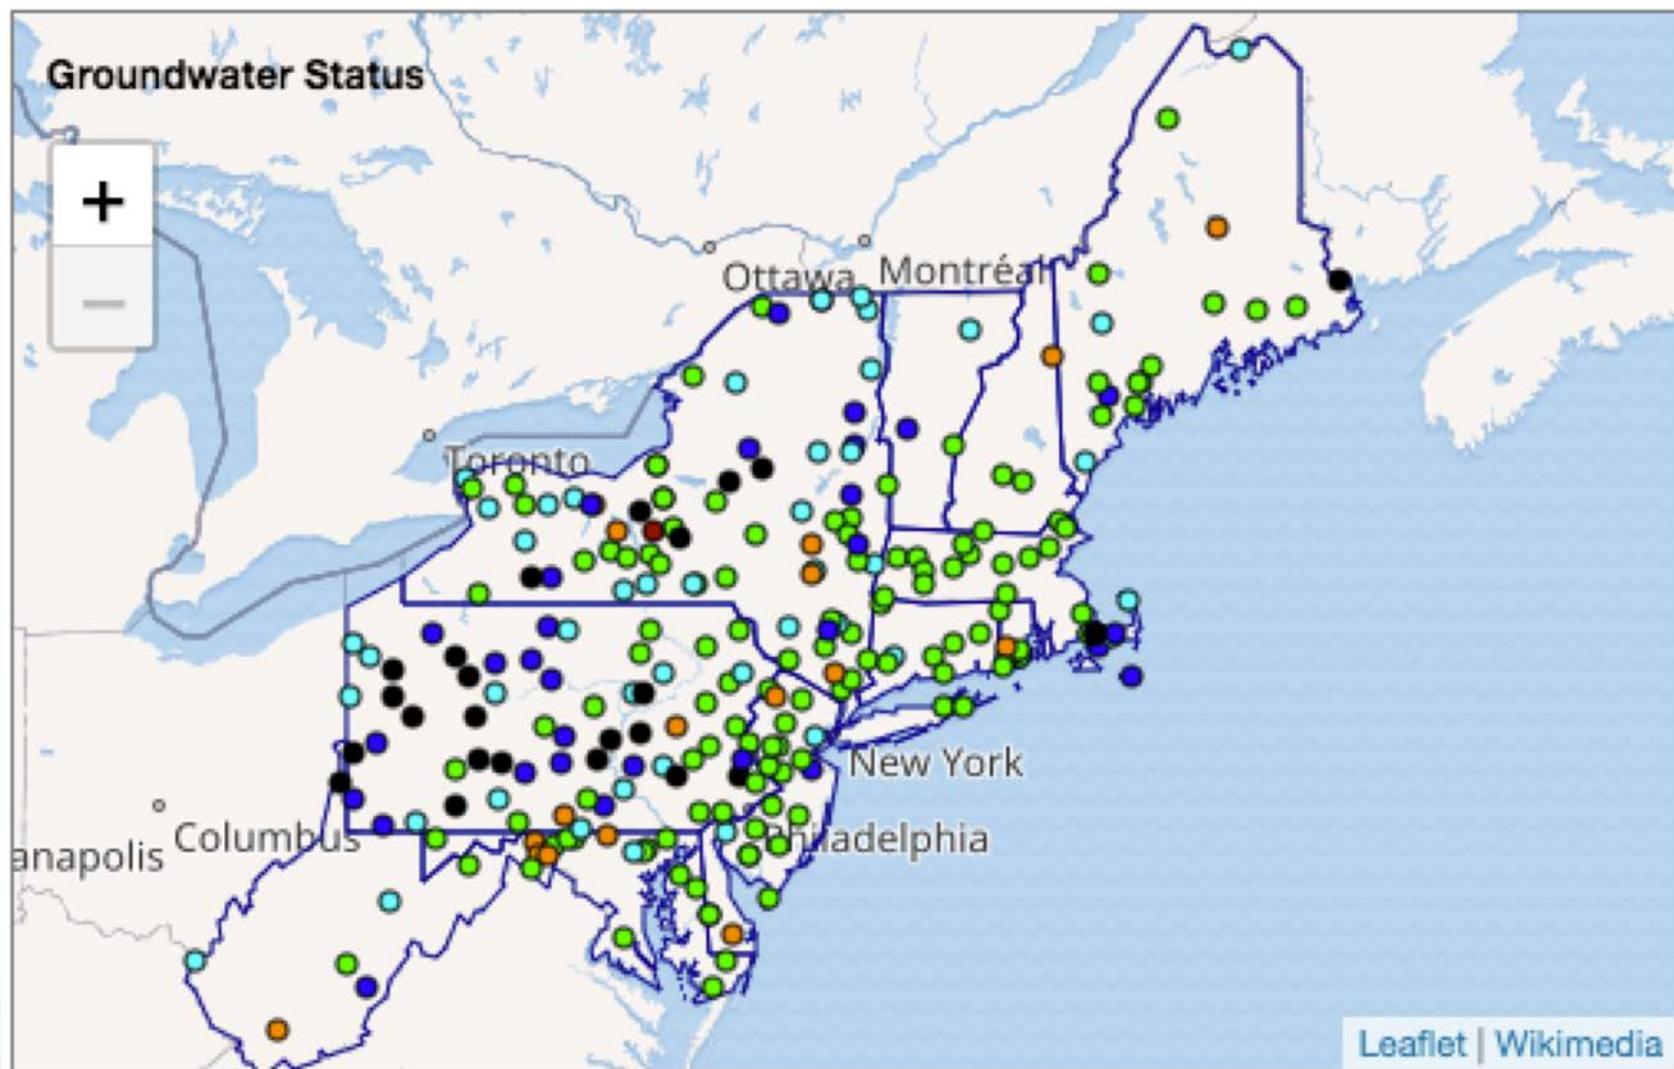 Groundwater Status
+
−
Ottawa
Montréal
Toronto
New York
Columbus
Philadelphia
anapolis
Leaflet | Wikimedia